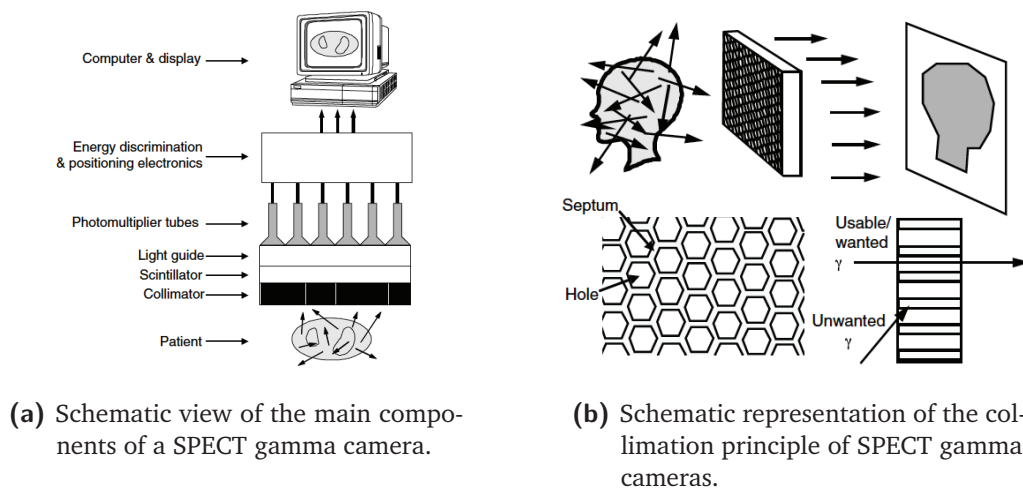 Computer & display
Energy discrimination
& positioning electronics
Photomultiplier tubes
Light guide
Scintillator
Collimator
Patient
Septum
Hole
Usable/
wanted
γ
Unwanted
γ
(a) Schematic view of the main compo-
nents of a SPECT gamma camera.
(b) Schematic representation of the col-
limation principle of SPECT gamma
cameras.